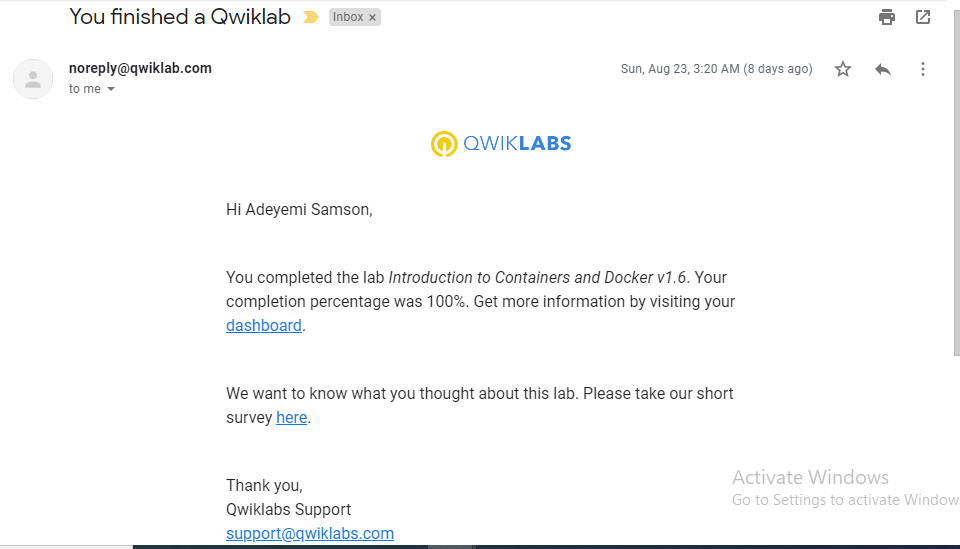 You finished a Qwiklab
Inbox ×
noreply@qwiklab.com
Sun, Aug 23, 3:20 AM (8 days ago)
to me
QWIKLABS
Hi Adeyemi Samson,
You completed the lab Introduction to Containers and Docker v1.6. Your
completion percentage was 100%. Get more information by visiting your
dashboard.
We want to know what you thought about this lab. Please take our short
survey here.
Thank you,
Qwiklabs Support
support@qwiklabs.com
Activate Windows
Go to Settings to activate Window